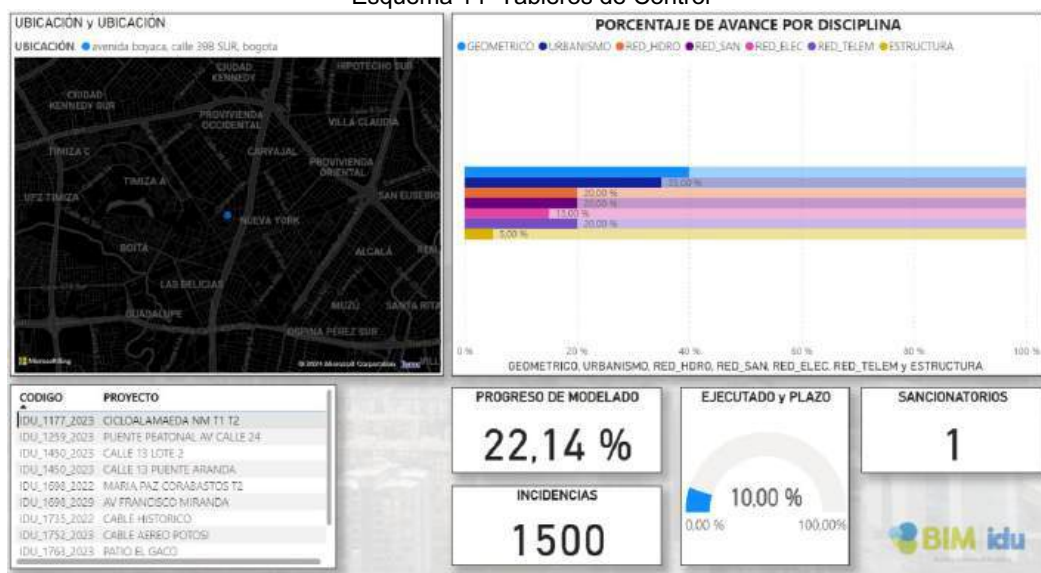 Esquema 11 Tableros de Control
UBICACIÓN y UBICACIÓN
UBICACIÓN avenida boyaca, calle 39B SUR, bogota
CIUDAD KENNEDY
HIPOTECHO SUR
CIUDAD KENNEDY SUR
PROVIVIENDA OCCIDENTAL
VILLA CLAUDIA
TIMIZA C
CARVAJAL
PROVIVIENDA ORIENTAL
TIMIZA A
UPZ TIMIZA
SAN EUSEBIO
NUEVA YORK
BOITA
ALCALÁ
LAS DELICIAS
MUZÚ
SANTA RITA
GUADALUPE
OSPINA PÉREZ SUR
Microsoft Bing
© 2024 Microsoft Corporation Terms
PORCENTAJE DE AVANCE POR DISCIPLINA
GEOMETRICO URBANISMO RED_HDRO RED_SAN RED_ELEC RED_TELEM ESTRUCTURA
20,00 %
20,00 %
20,00 %
5,00 %
0 % 20 % 40 % 60 % 80 % 100 %
GEOMETRICO, URBANISMO, RED_HDRO, RED_SAN, RED_ELEC, RED_TELEM y ESTRUCTURA
CODIGO PROYECTO
IDU_1177_2023 CICLOALAMAEDA NM T1 T2
IDU_1259_2023 PUENTE PEATONAL AV CALLE 24
IDU_1450_2023 CALLE 13 LOTE 2
IDU_1450_2023 CALLE 13 PUENTE ARANDA
IDU_1698_2022 MARIA PAZ CORABASTOS T2
IDU_1698_2029 AV FRANCISCO MIRANDA
IDU_1735_2022 CABLE HISTORICO
IDU_1752_2023 CABLE AEREO POTOSI
IDU_1763_2023 PATIO EL GACO
PROGRESO DE MODELADO
22,14 %
INCIDENCIAS
1500
EJECUTADO y PLAZO
10,00 %
0,00 % 100,00%
SANCIONATORIOS
1
BIM idu